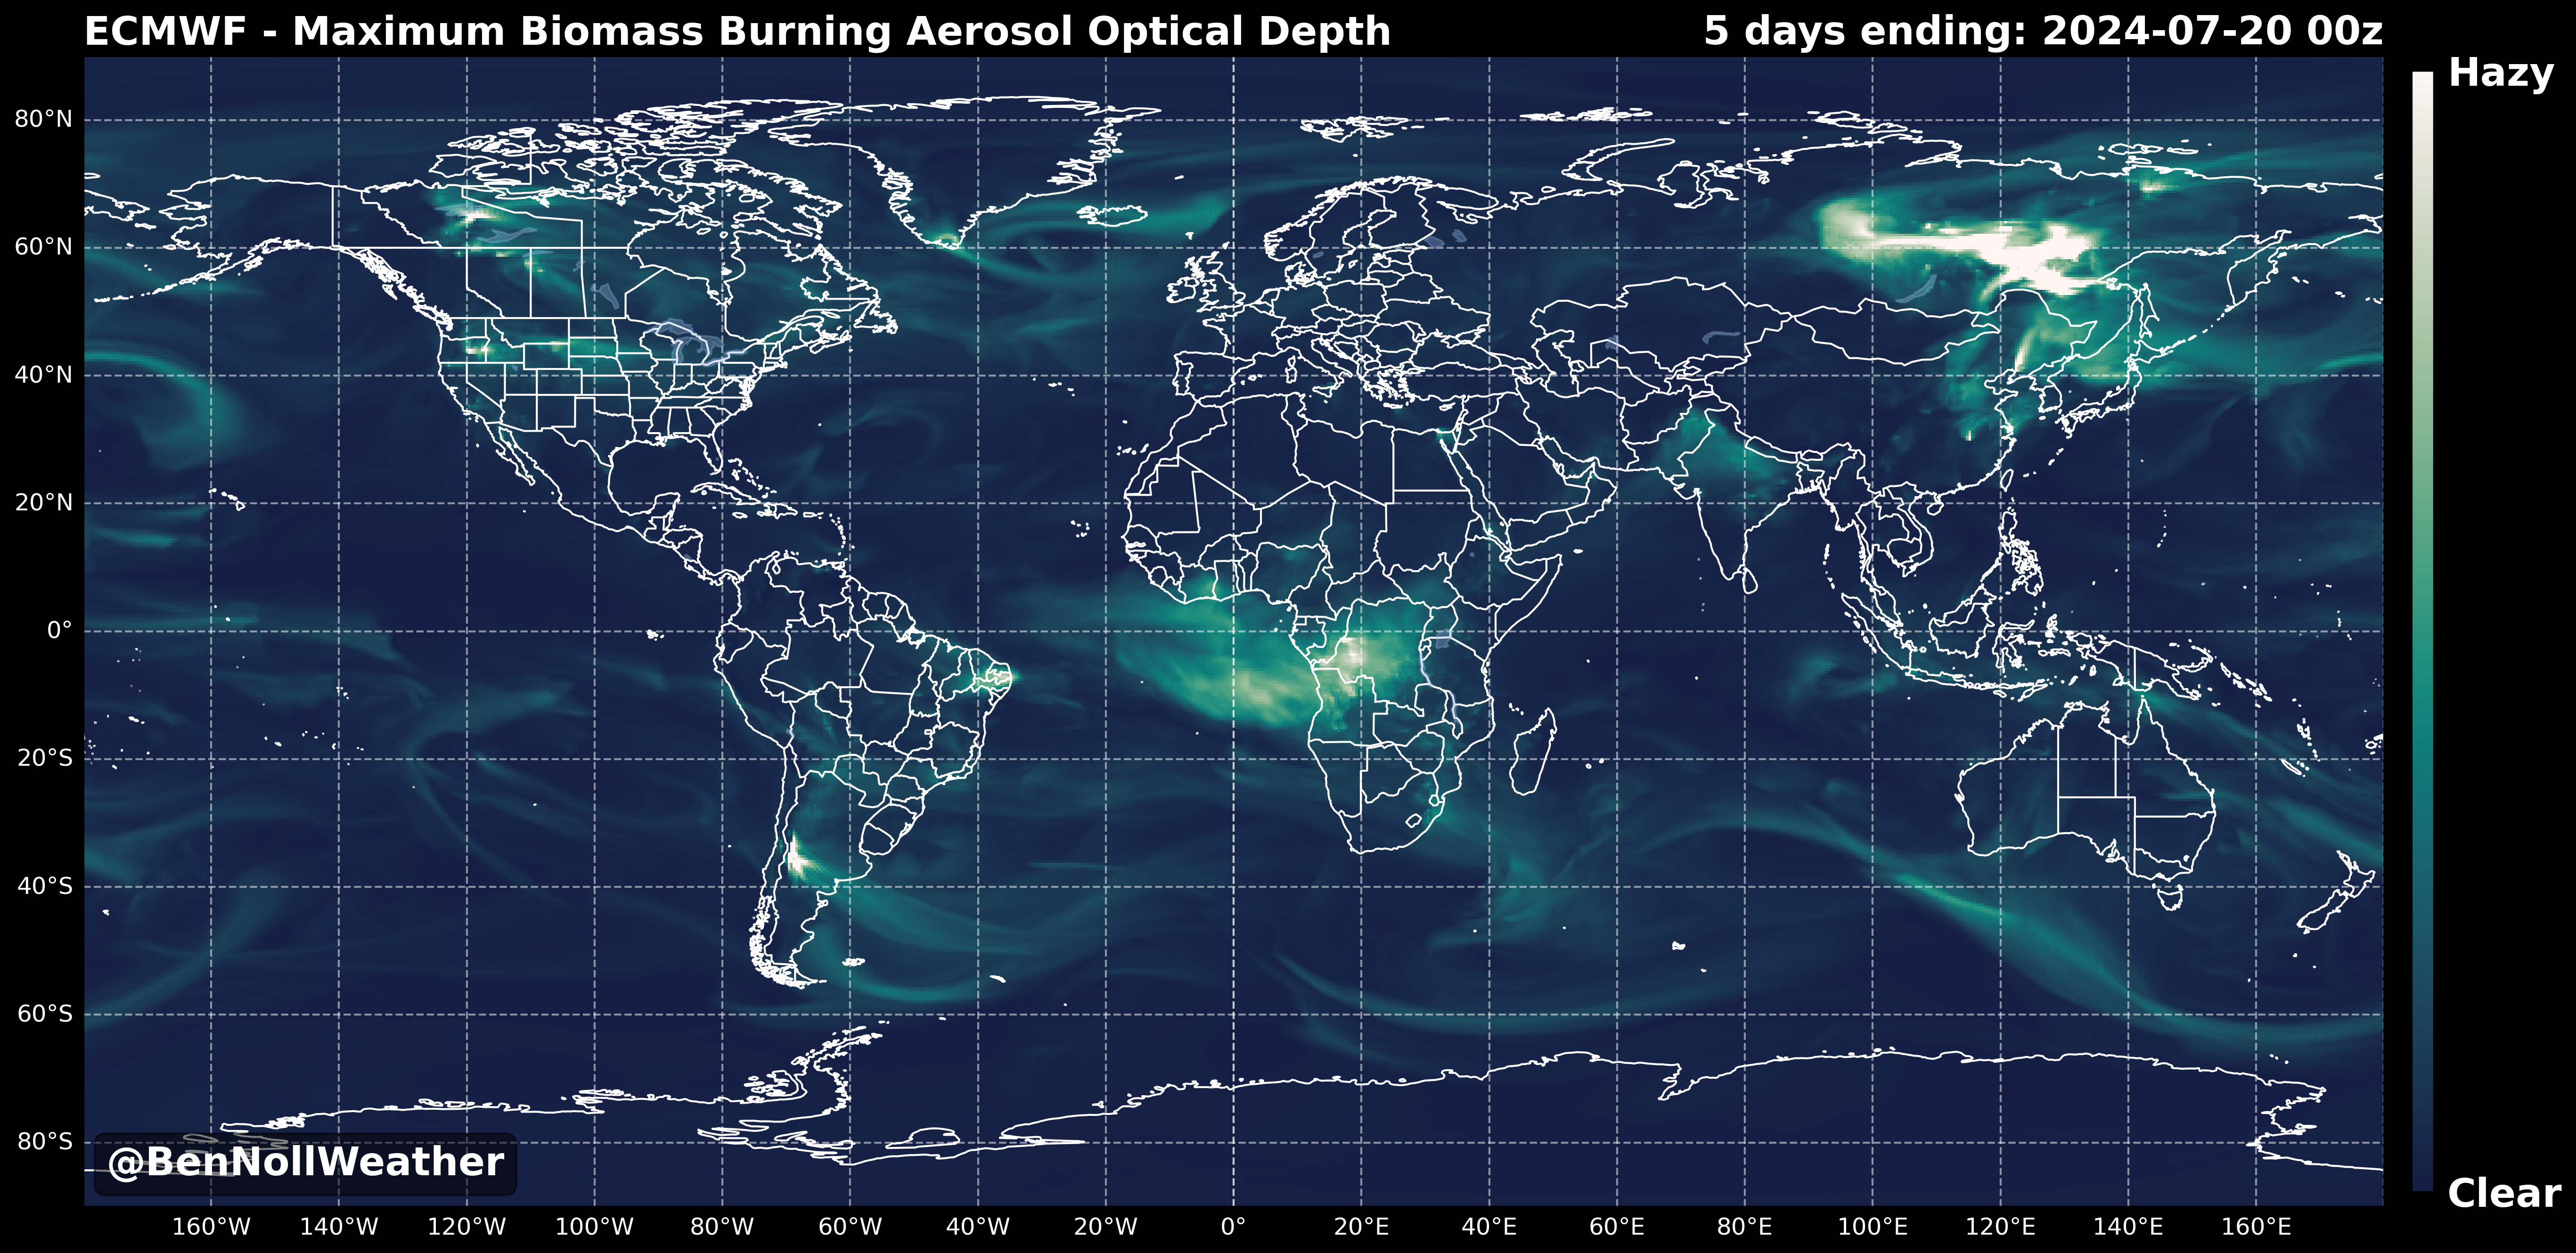 ECMWF - Maximum Biomass Burning Aerosol Optical Depth
5 days ending: 2024-07-20 00z
Hazy
80°N
60°N
40°N
20°N
0°
20°S
40°S
60°S
80°S
@BenNollWeather
Clear
160°W 140°W 120°W 100°W 80°W 60°W 40°W 20°W 0° 20°E 40°E 60°E 80°E 100°E 120°E 140°E 160°E